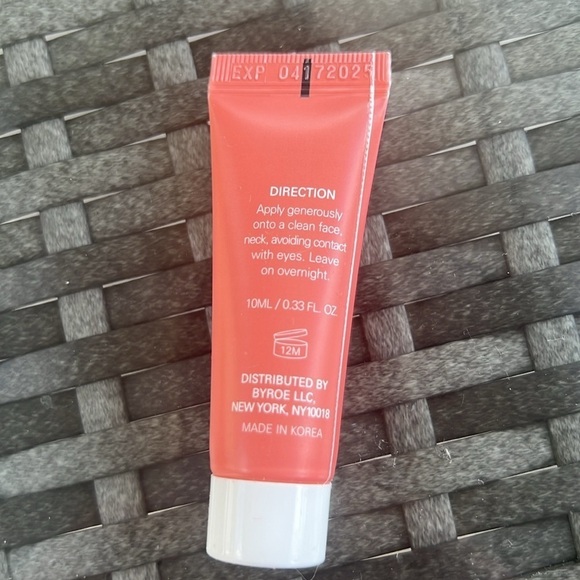 EXP 04172025
DIRECTION
Apply generously
onto a clean face,
neck, avoiding contact
with eyes. Leave
on overnight.
10ML / 0.33 FL. OZ
12M
DISTRIBUTED BY
BYROE LLC,
NEW YORK, NY10018
MADE IN KOREA